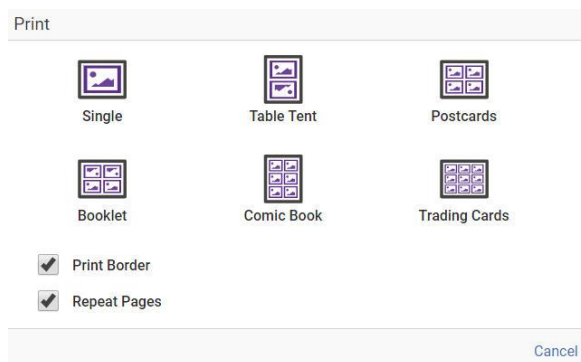 Print
Single
Table Tent
Postcards
Booklet
Comic Book
Trading Cards
Print Border
Repeat Pages
Cancel